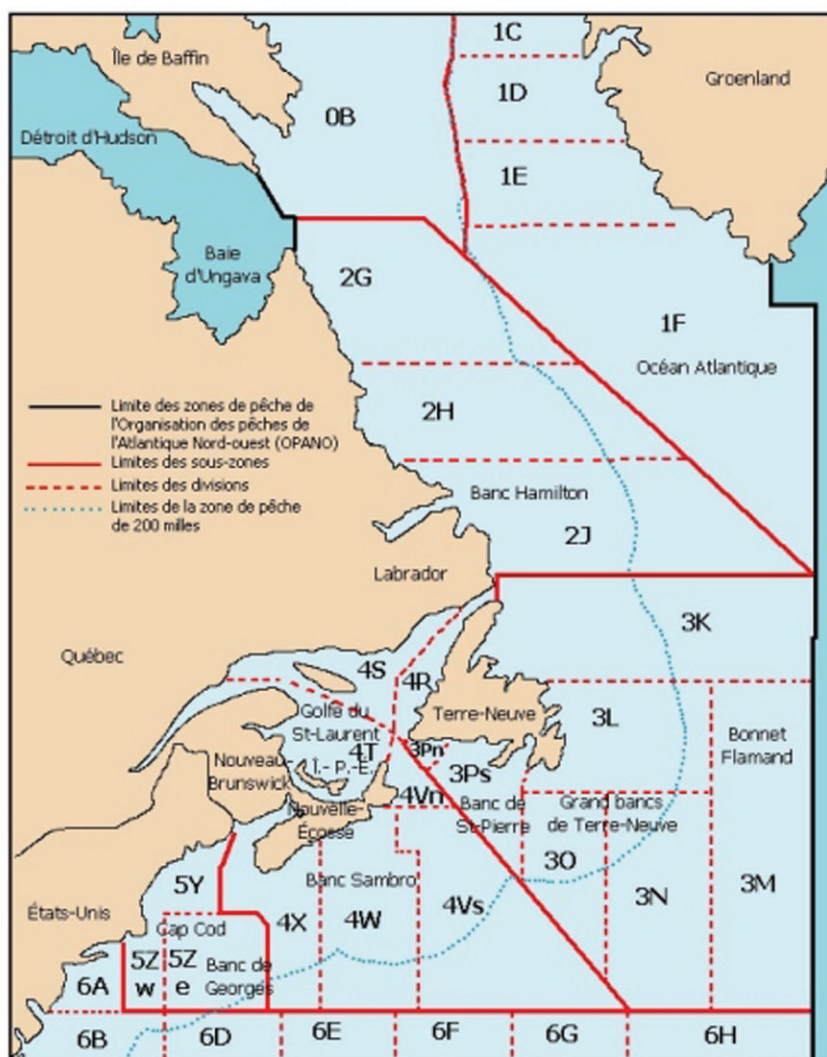 1C
Île de Baffin
Groenland
1D
0B
Détroit d'Hudson
1E
Baie
d'Ungava
2G
1F
Océan Atlantique
Limite des zones de pêche de
l'Organisation des pêches de
l'Atlantique Nord-ouest (OPANO)
Limites des sous-zones
Limites des divisions
Limites de la zone de pêche
de 200 milles
2H
Banc Hamilton
2J
Labrador
3K
Québec
4S
4R
Golfe du
St-Laurent
4T
Î.- P.-É.
Terre-Neuve
3L
Bonnet
Flamand
3Pn
3Ps
Nouveau-
Brunswick
4Vn
Banc de
St-Pierre
Grand bancs
de Terre-Neuve
Nouvelle-
Écosse
3O
3N
3M
5Y
Banc Sambro
4Vs
États-Unis
Cap Cod
4X
4W
5Z
w
5Z
e
Banc de
Georges
6A
6B
6D
6E
6F
6G
6H